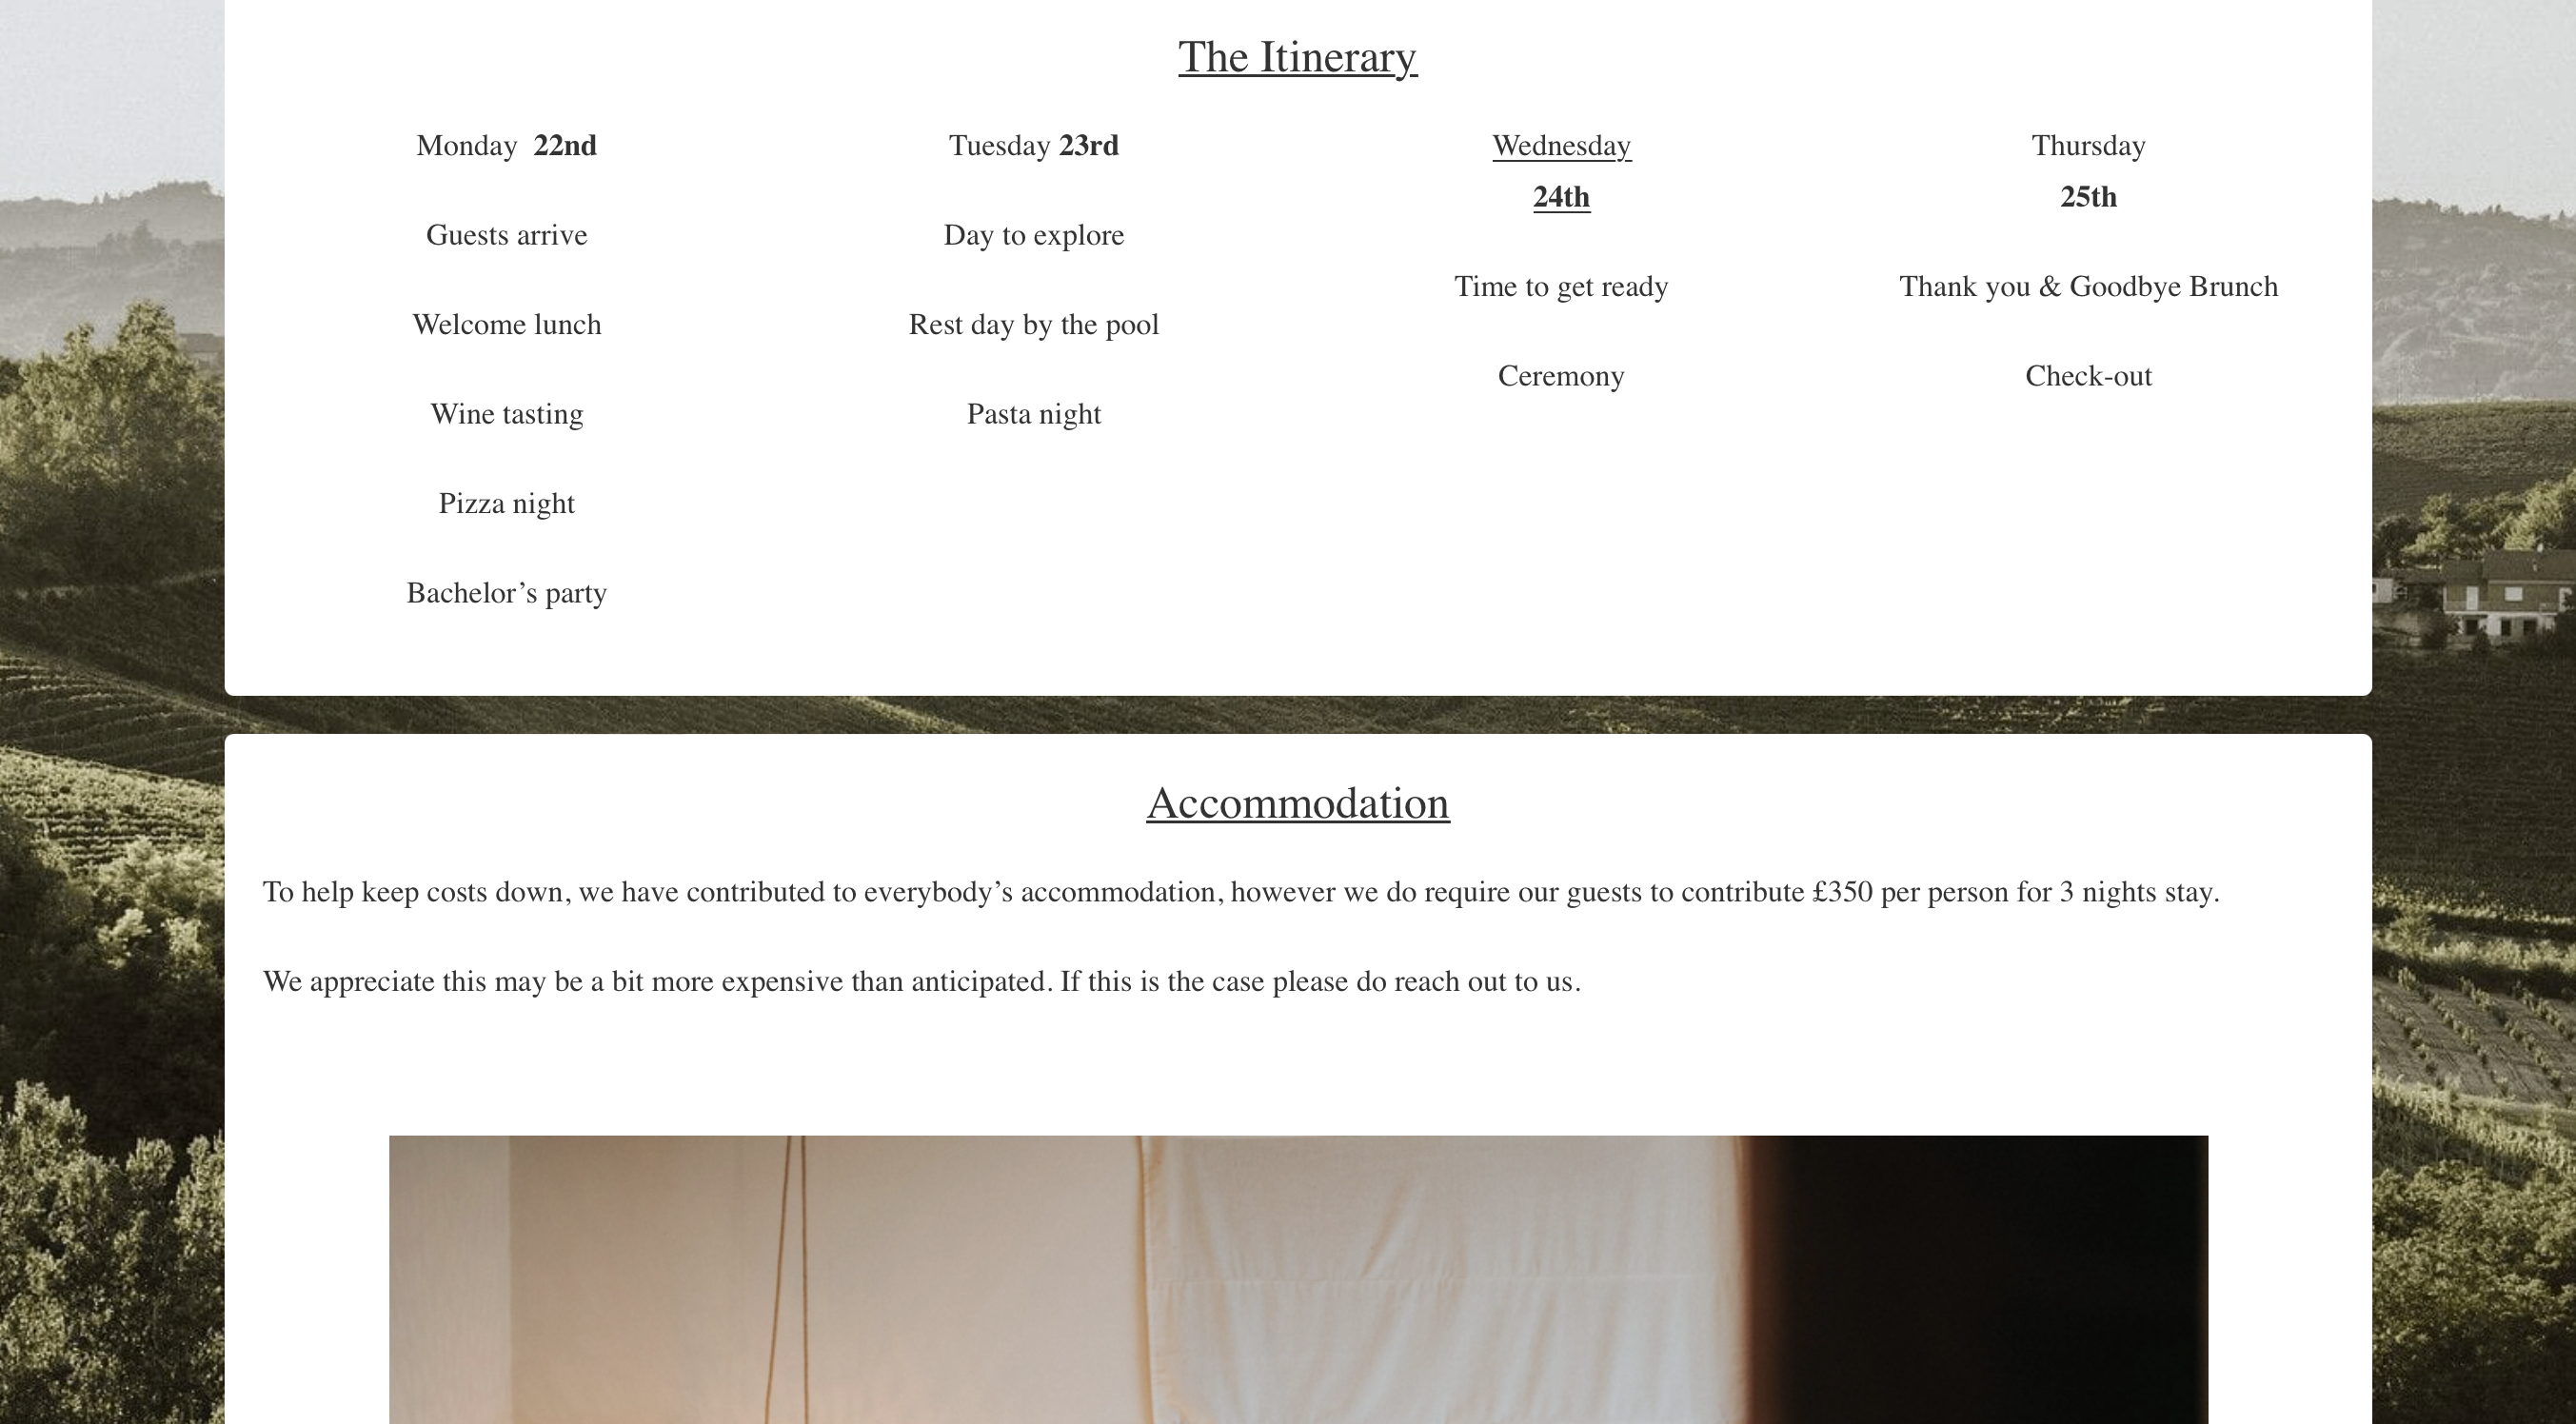 The Itinerary
Monday  22nd
Guests arrive
Welcome lunch
Wine tasting
Pizza night
Bachelor’s party
Tuesday 23rd
Day to explore
Rest day by the pool
Pasta night
Wednesday
24th
Time to get ready
Ceremony
Thursday
25th
Thank you & Goodbye Brunch
Check-out
Accommodation
To help keep costs down, we have contributed to everybody’s accommodation, however we do require our guests to contribute £350 per person for 3 nights stay.
We appreciate this may be a bit more expensive than anticipated. If this is the case please do reach out to us.